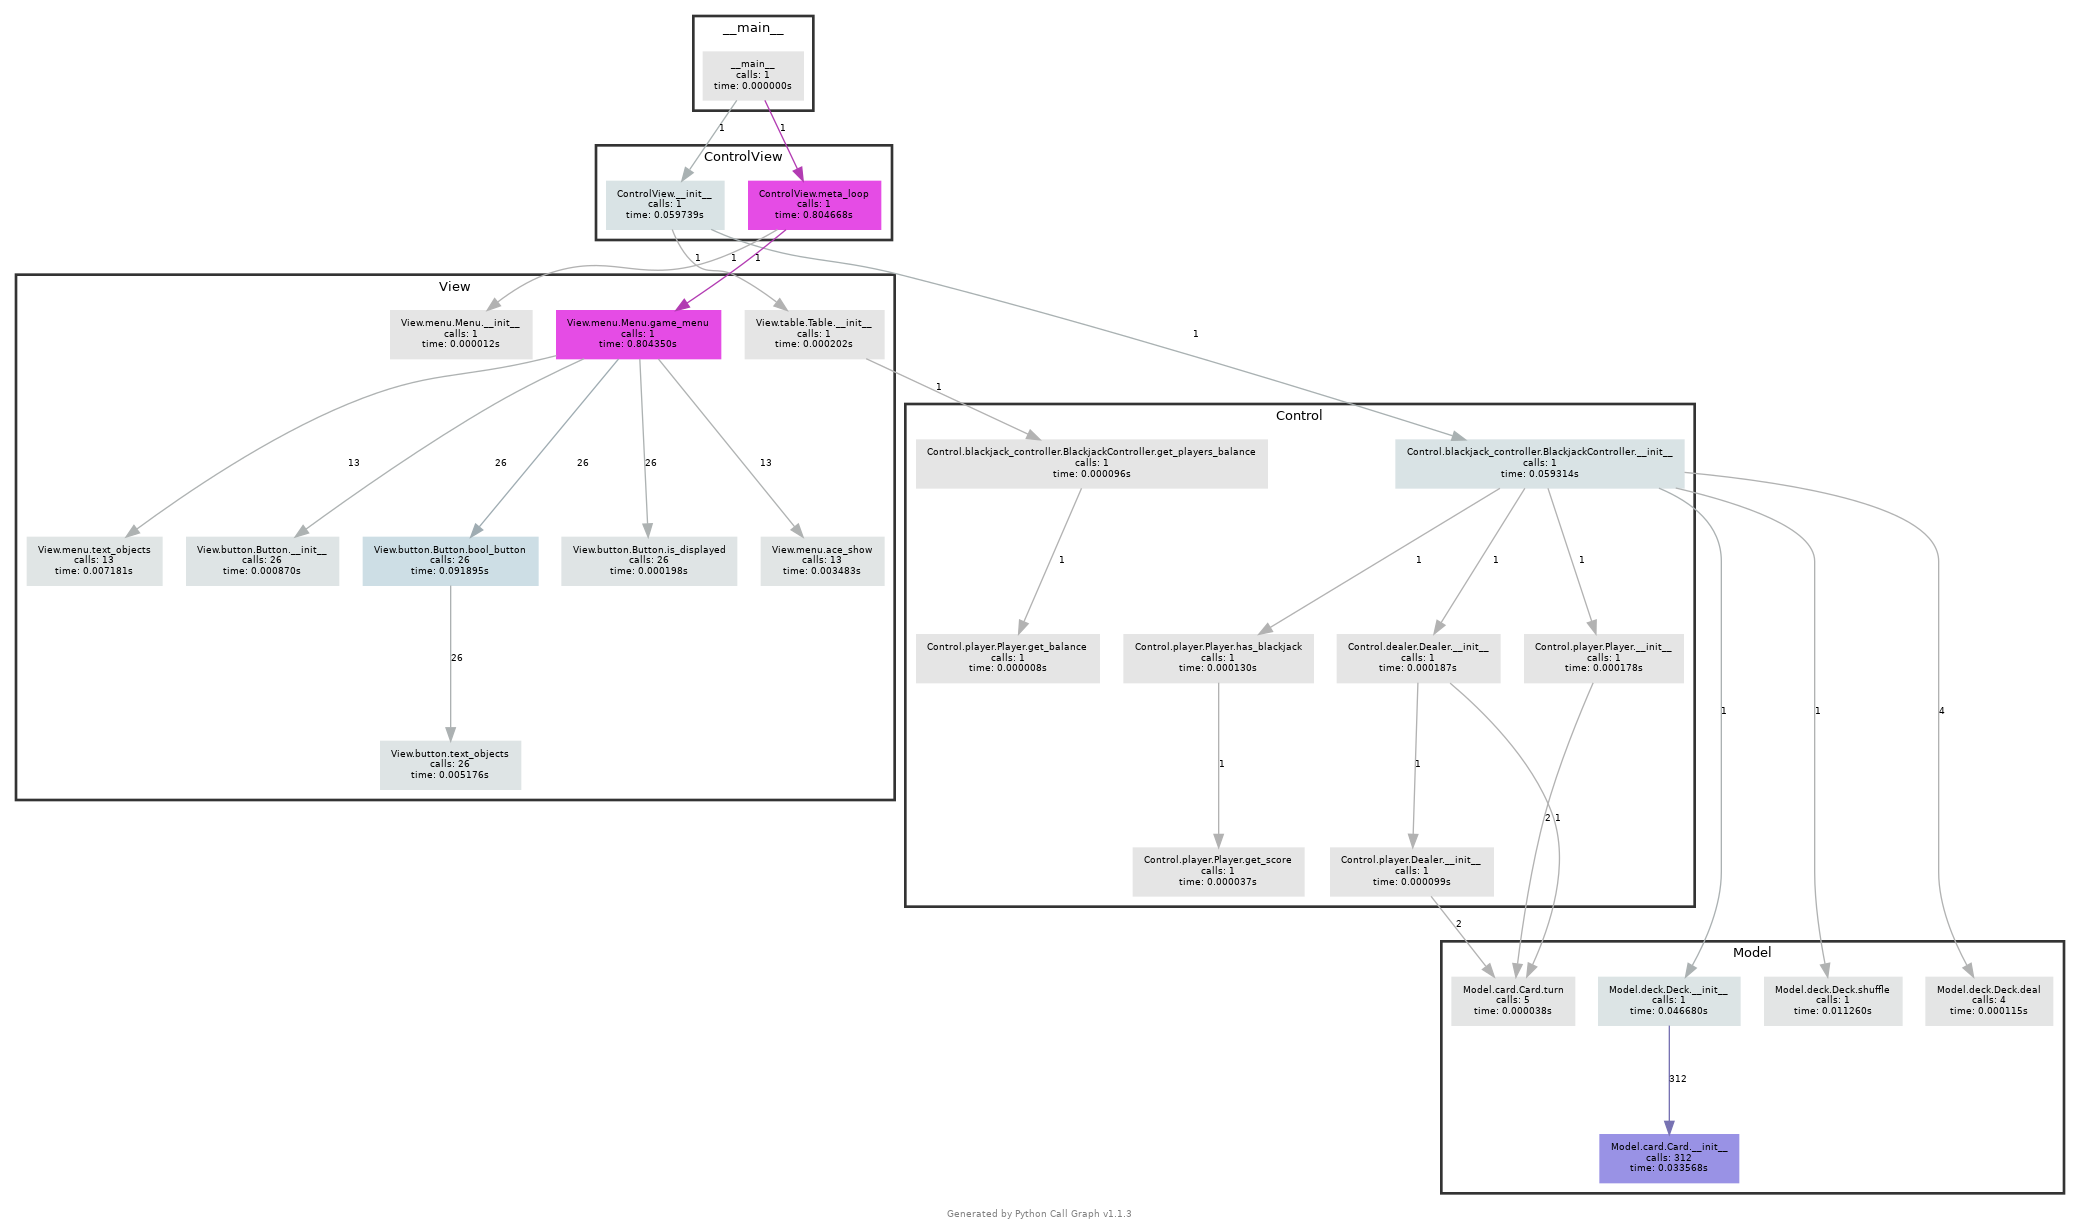 __main__
__main__
calls: 1
time: 0.000000s
1
1
ControlView
ControlView.__init__
calls: 1
time: 0.059739s
ControlView.meta_loop
calls: 1
time: 0.804668s
1
1
1
View
View.menu.Menu.__init__
calls: 1
time: 0.000012s
View.menu.Menu.game_menu
calls: 1
time: 0.804350s
View.table.Table.__init__
calls: 1
time: 0.000202s
1
1
Control
Control.blackjack_controller.BlackjackController.get_players_balance
calls: 1
time: 0.000096s
Control.blackjack_controller.BlackjackController.__init__
calls: 1
time: 0.059314s
13
26
26
26
13
View.menu.text_objects
calls: 13
time: 0.007181s
View.button.Button.__init__
calls: 26
time: 0.000870s
View.button.Button.bool_button
calls: 26
time: 0.091895s
View.button.Button.is_displayed
calls: 26
time: 0.000198s
View.menu.ace_show
calls: 13
time: 0.003483s
1
1
1
1
Control.player.Player.get_balance
calls: 1
time: 0.000008s
Control.player.Player.has_blackjack
calls: 1
time: 0.000130s
Control.dealer.Dealer.__init__
calls: 1
time: 0.000187s
Control.player.Player.__init__
calls: 1
time: 0.000178s
26
1
1
4
View.button.text_objects
calls: 26
time: 0.005176s
1
1
2
1
Control.player.Player.get_score
calls: 1
time: 0.000037s
Control.player.Dealer.__init__
calls: 1
time: 0.000099s
2
Model
Model.card.Card.turn
calls: 5
time: 0.000038s
Model.deck.Deck.__init__
calls: 1
time: 0.046680s
Model.deck.Deck.shuffle
calls: 1
time: 0.011260s
Model.deck.Deck.deal
calls: 4
time: 0.000115s
312
Model.card.Card.__init__
calls: 312
time: 0.033568s
Generated by Python Call Graph v1.1.3